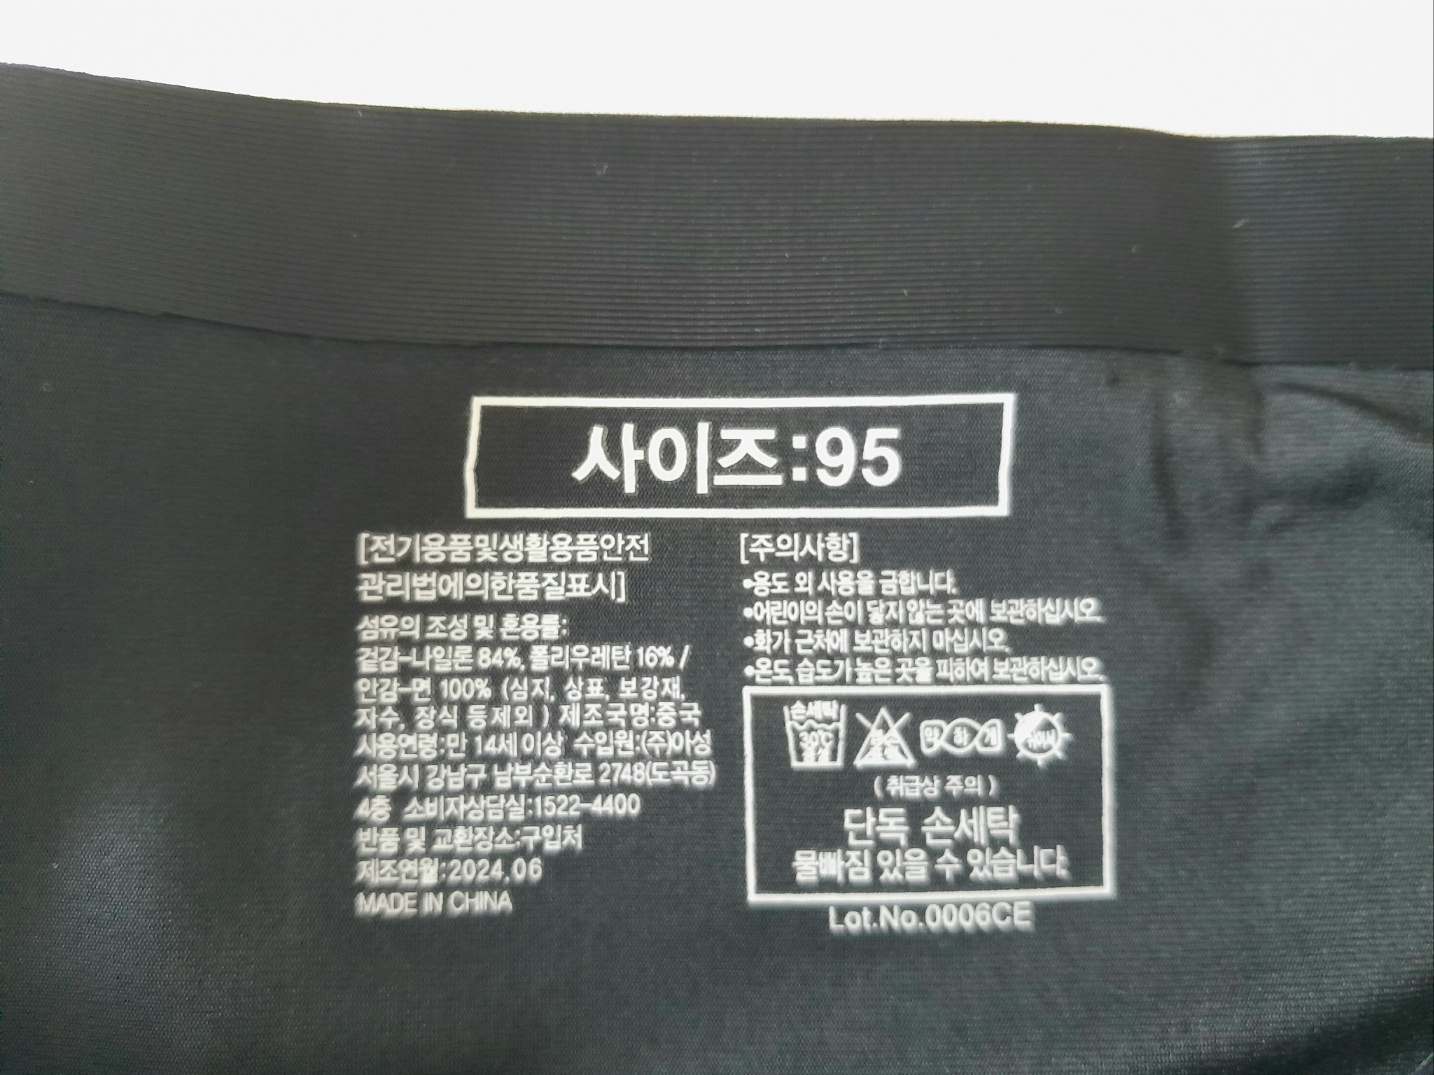 사이즈:95
[전기용품및생활용품안전
관리법에의한품질표시]
섬유의 조성 및 혼용률:
겉감-나일론 84%, 폴리우레탄 16% /
안감-면 100% (심지, 상표, 보강재,
자수, 장식 등제외) 제조국명:중국
사용연령:만 14세 이상 수입원:(주)아성
서울시 강남구 남부순환로 2748(도곡동)
4층 소비자상담실:1522-4400
반품 및 교환장소:구입처
제조연월:2024.06
MADE IN CHINA
[주의사항]
•용도 외 사용을 금합니다.
•어린이의 손이 닿지 않는 곳에 보관하십시오.
•화기 근처에 보관하지 마십시오.
•온도, 습도가 높은 곳을 피하여 보관하십시오.
손세탁
30℃
중성
약하게
(취급상 주의)
단독 손세탁
물빠짐 있을 수 있습니다.
Lot.No.0006CE